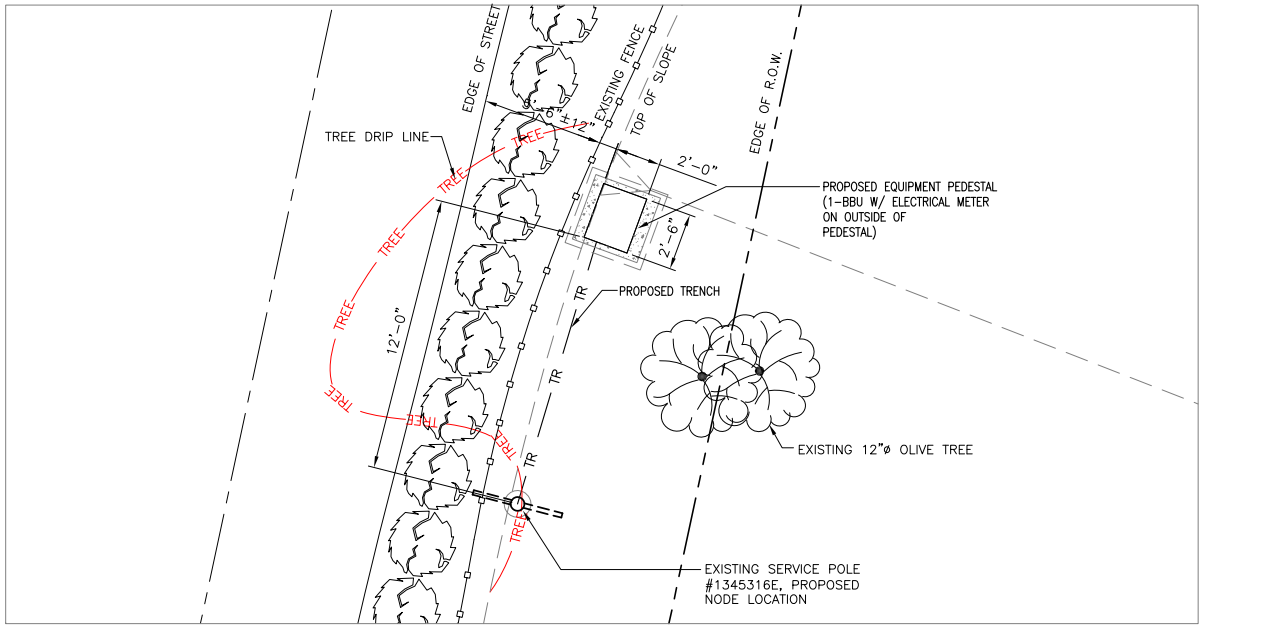 EDGE OF STREET
EXISTING FENCE
TOP OF SLOPE
EDGE OF R.O.W.
6"±12"
TREE DRIP LINE
TREE
TREE
2'-0"
PROPOSED EQUIPMENT PEDESTAL
(1-BBU W/ ELECTRICAL METER
ON OUTSIDE OF
PEDESTAL)
TREE
2'-6"
TR
PROPOSED TRENCH
TREE
12'-0"
TR
TREE
TREE
TREE
TR
EXISTING 12"ø OLIVE TREE
TREE
EXISTING SERVICE POLE
#1345316E, PROPOSED
NODE LOCATION